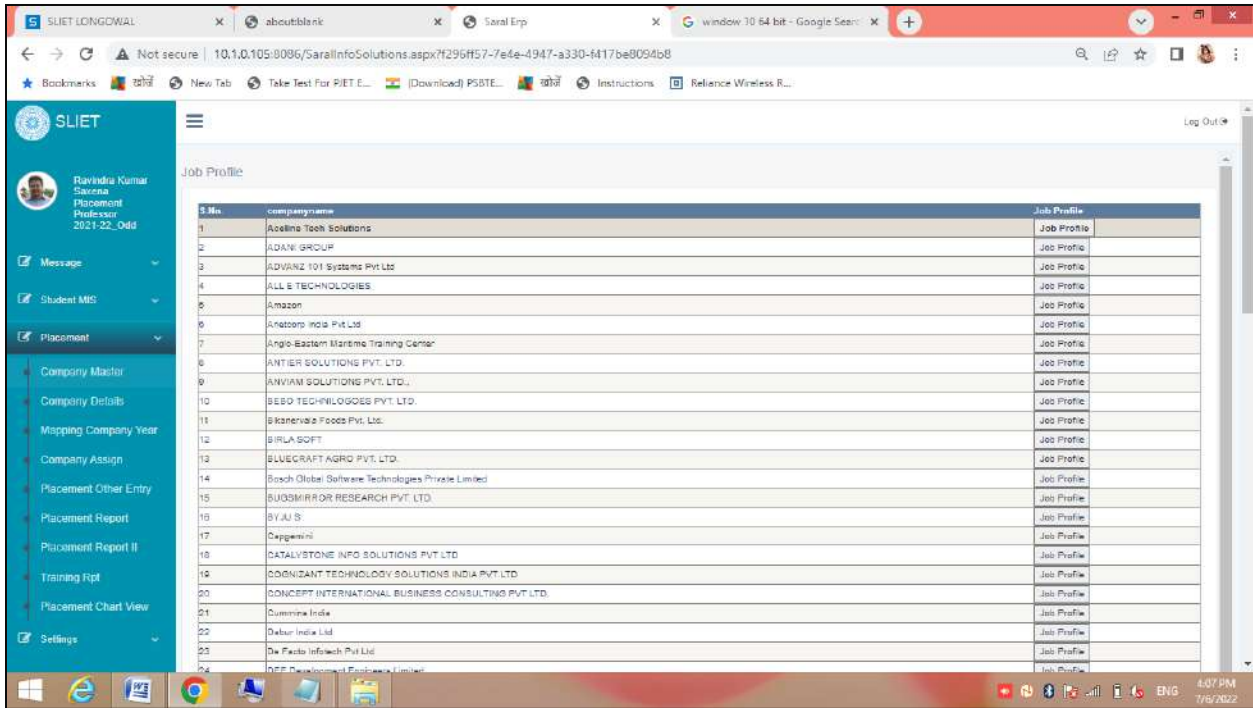 SLIET LONGOWAL
about:blank
Saral Erp
window 10 64 bit - Google Sear
Not secure | 10.1.0.105:8086/SaralInfoSolutions.aspx?f296ff57-7e4e-4947-a330-f417be8094b8
Bookmarks खोजें New Tab Take Test For PJET E... (Download) PSBTE... खोजें Instructions Reliance Wireless R...
SLIET
Log Out
Ravindra Kumar
Saxena
Placement
Professor
2021-22_Odd
Message
Student MIS
Placement
Company Master
Company Details
Mapping Company Year
Company Assign
Placement Other Entry
Placement Report
Placement Report II
Training Rpt
Placement Chart View
Settings
Job Profile
S.No. companyname Job Profile
1 Aceline Tech Solutions Job Profile
2 ADANI GROUP Job Profile
3 ADVANZ 101 Systems Pvt Ltd Job Profile
4 ALL E TECHNOLOGIES Job Profile
5 Amazon Job Profile
6 Anetcorp India Pvt Ltd Job Profile
7 Anglo-Eastern Maritime Training Center Job Profile
8 ANTIER SOLUTIONS PVT. LTD. Job Profile
9 ANVIAM SOLUTIONS PVT. LTD., Job Profile
10 BEBO TECHNILOGOES PVT. LTD. Job Profile
11 Bikanervala Foods Pvt. Ltd. Job Profile
12 BIRLA SOFT Job Profile
13 BLUECRAFT AGRO PVT. LTD. Job Profile
14 Bosch Global Software Technologies Private Limited Job Profile
15 BUGSMIRROR RESEARCH PVT. LTD. Job Profile
16 BYJU S Job Profile
17 Capgemini Job Profile
18 CATALYSTONE INFO SOLUTIONS PVT LTD Job Profile
19 COGNIZANT TECHNOLOGY SOLUTIONS INDIA PVT LTD Job Profile
20 CONCEPT INTERNATIONAL BUSINESS CONSULTING PVT LTD. Job Profile
21 Cummins India Job Profile
22 Dabur India Ltd Job Profile
23 De Facto Infotech Pvt Ltd Job Profile
24 DEE Development Engineers Limited Job Profile
ENG
4:07 PM
7/6/2022